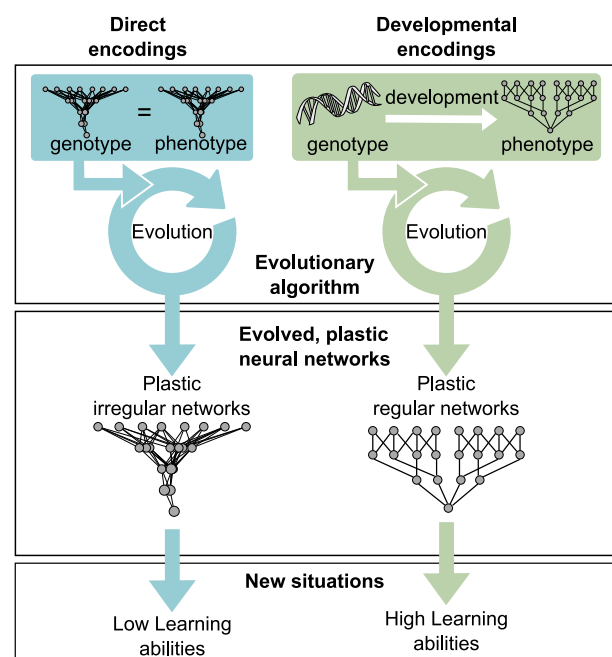 Direct
encodings
Developmental
encodings
=
development
genotype
phenotype
genotype
phenotype
Evolution
Evolution
Evolutionary
algorithm
Evolved, plastic
neural networks
Plastic
irregular networks
Plastic
regular networks
New situations
Low Learning
abilities
High Learning
abilities